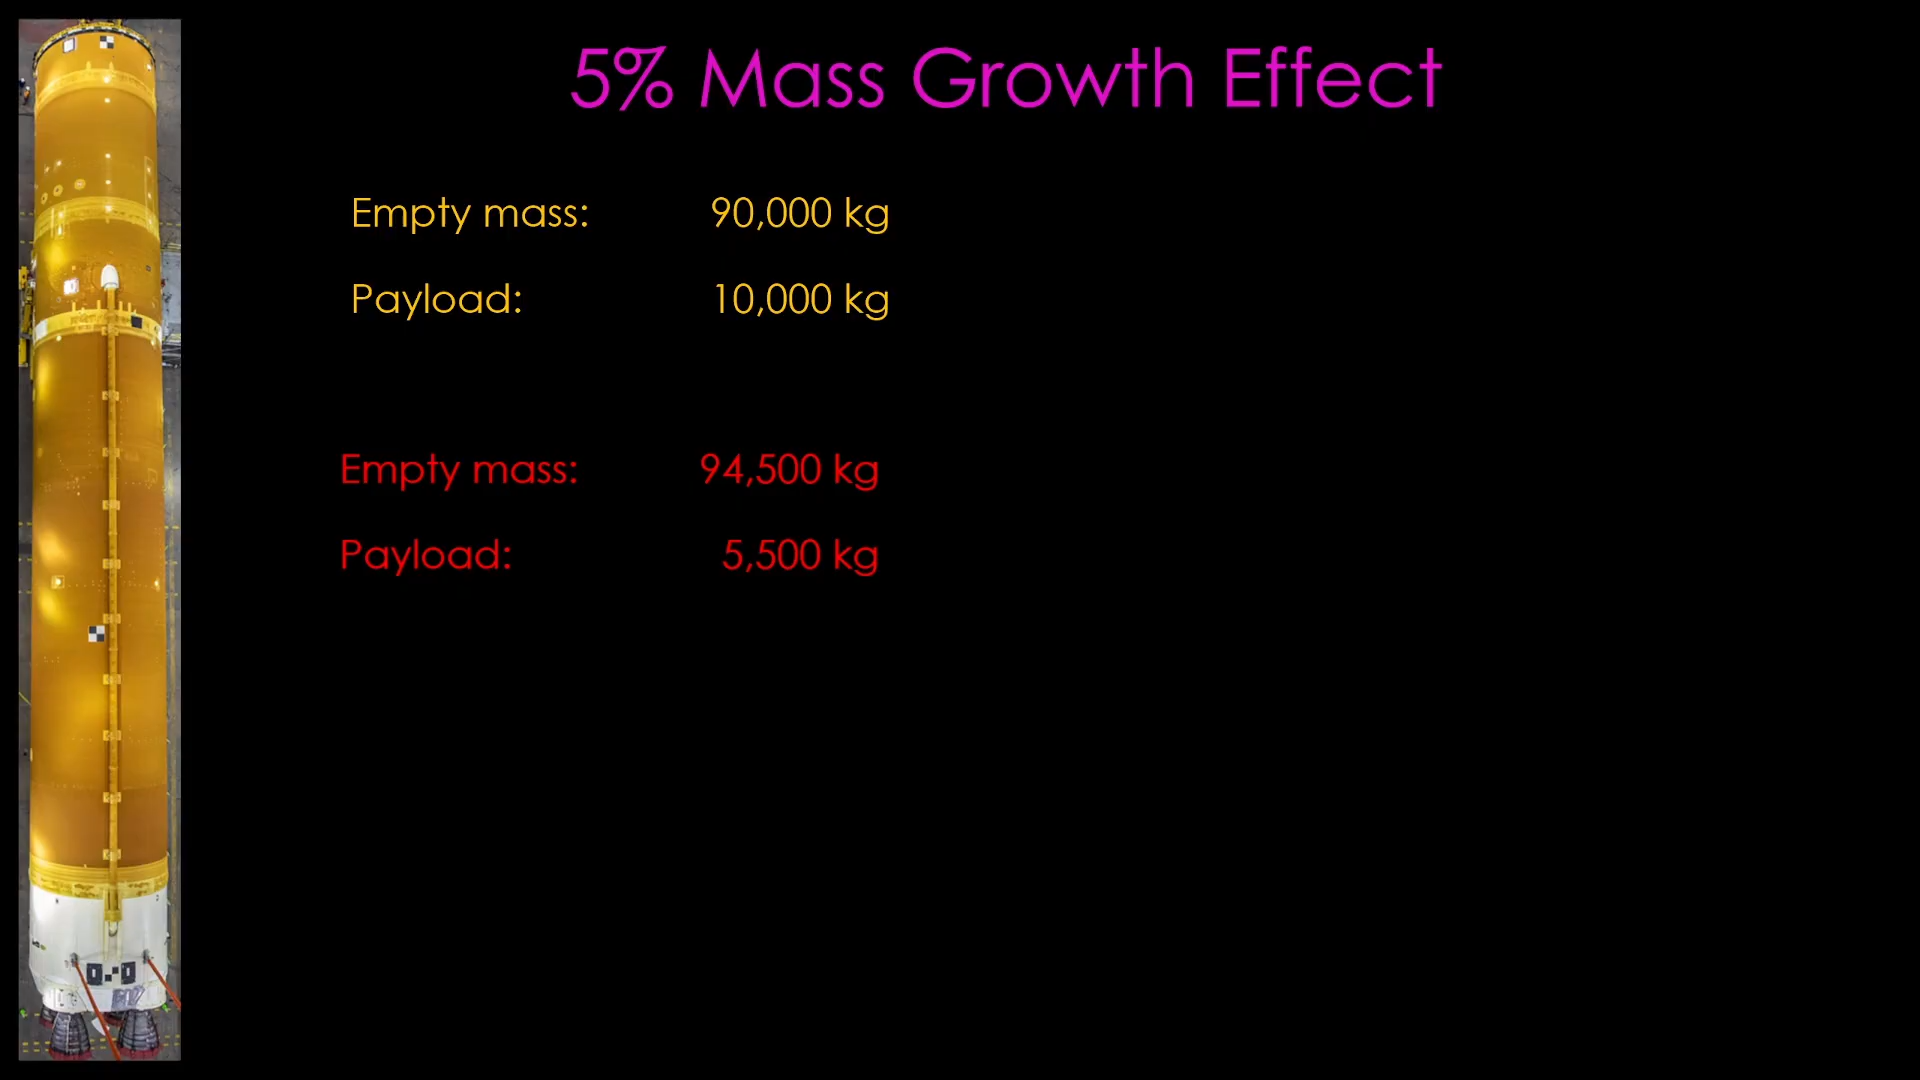 5% Mass Growth Effect
Empty mass: 90,000 kg
Payload: 10,000 kg
Empty mass: 94,500 kg
Payload: 5,500 kg